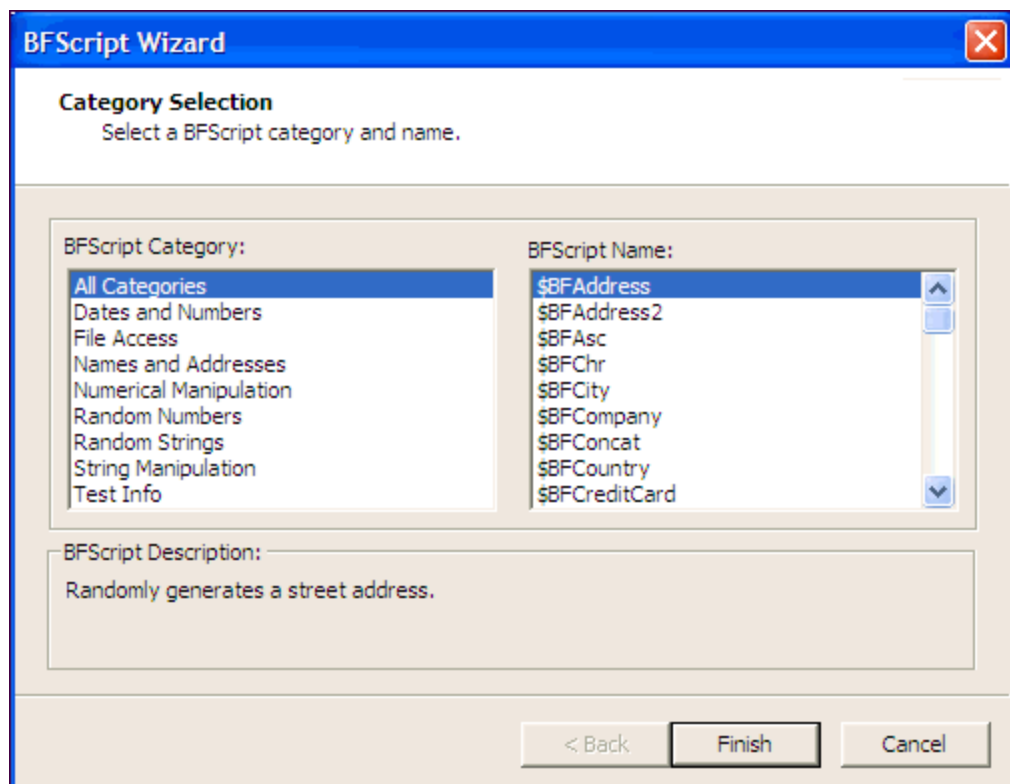 BFScript Wizard
Category Selection
Select a BFScript category and name.
BFScript Category:
All Categories
Dates and Numbers
File Access
Names and Addresses
Numerical Manipulation
Random Numbers
Random Strings
String Manipulation
Test Info
BFScript Name:
$BFAddress
$BFAddress2
$BFAsc
$BFChr
$BFCity
$BFCompany
$BFConcat
$BFCountry
$BFCreditCard
BFScript Description:
Randomly generates a street address.
< Back
Finish
Cancel